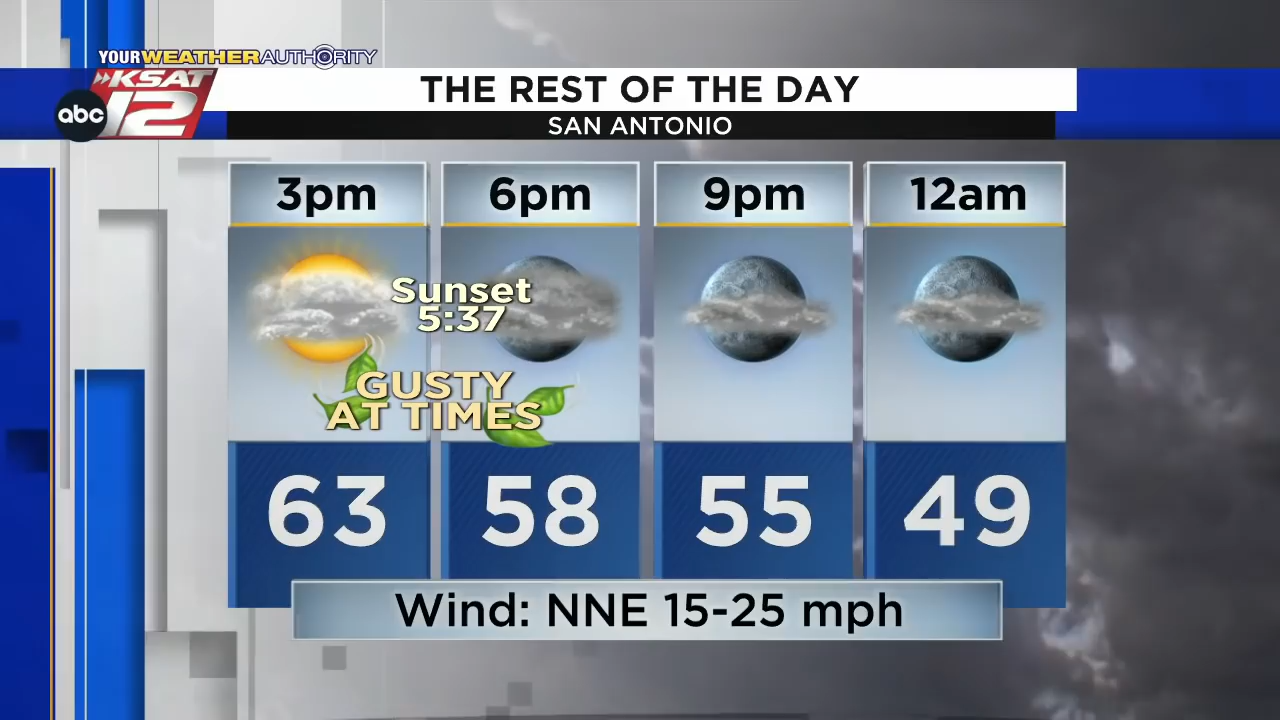 YOUR WEATHER AUTHORITY
KSAT
abc
12
THE REST OF THE DAY
SAN ANTONIO
3pm
6pm
9pm
12am
Sunset
5:37
GUSTY
AT TIMES
63
58
55
49
Wind: NNE 15-25 mph